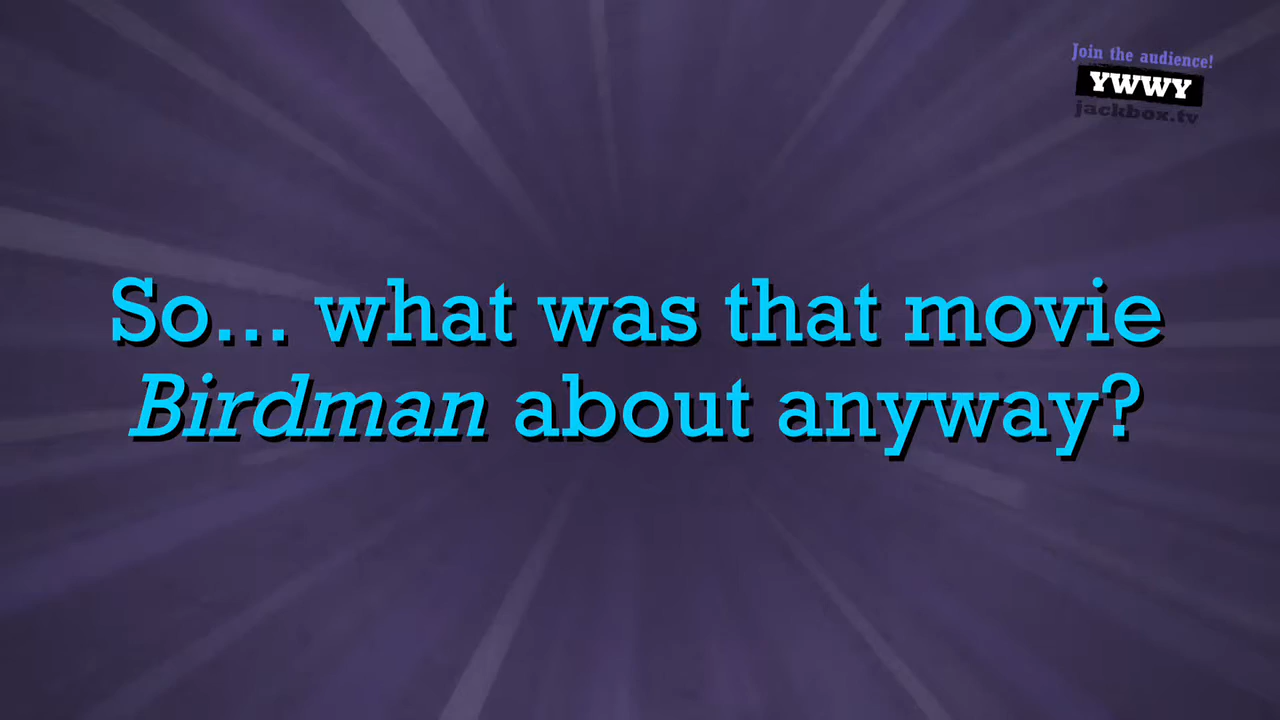 Join the audience!
YWWY
jackbox.tv
So... what was that movie
Birdman about anyway?